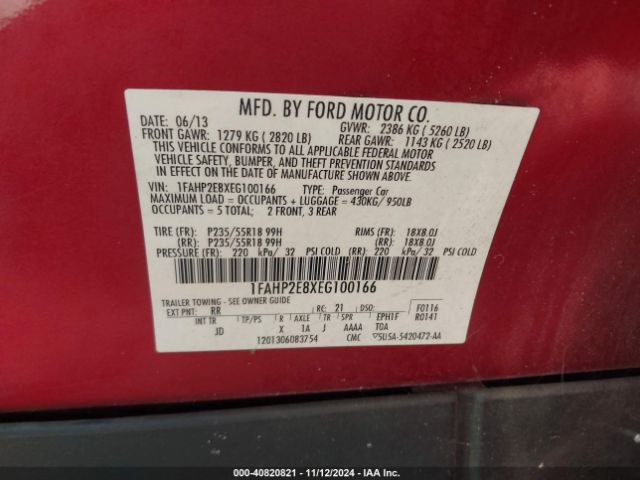 MFD. BY FORD MOTOR CO.
DATE: 06/13 GVWR: 2386 KG ( 5260 LB)
FRONT GAWR: 1279 KG ( 2820 LB) REAR GAWR: 1143 KG ( 2520 LB)
THIS VEHICLE CONFORMS TO ALL APPLICABLE FEDERAL MOTOR
VEHICLE SAFETY, BUMPER, AND THEFT PREVENTION STANDARDS
IN EFFECT ON THE DATE OF MANUFACTURE SHOWN ABOVE.
VIN: 1FAHP2E8XEG100166 TYPE: Passenger Car
MAXIMUM LOAD = OCCUPANTS + LUGGAGE = 430KG/ 950LB
OCCUPANTS = 5 TOTAL; 2 FRONT, 3 REAR
TIRE (FR): P235/55R18 99H RIMS (FR): 18X8.0J
(RR): P235/55R18 99H (RR): 18X8.0J
PRESSURE (FR): 220 kPa/ 32 PSI COLD (RR): 220 kPa/ 32 PSI COLD
1FAHP2E8XEG100166
TRAILER TOWING - SEE OWNER GUIDE
EXT PNT: RR RC: 21 DSO: F0116
INT TR TP/PS R AXLE TR SPR EPH1F R0141
JD X 1A J AAAA TOA
1201306083754 CMC 5USA-5420472-AA
000-40820821 - 11/12/2024 - IAA Inc.